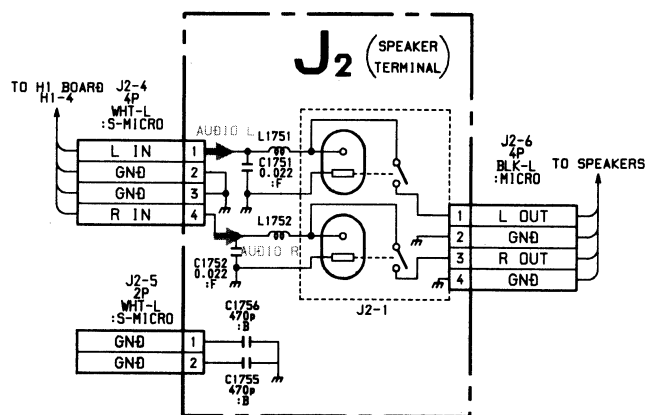 J2 (SPEAKER TERMINAL)
TO H1 BOARD
H1-4
J2-4
4P
WHT-L
:S-MICRO
L IN 1
GND 2
GND 3
R IN 4
AUDIO L
L1751
C1751
0.022
:F
L1752
AUDIO R
C1752
0.022
:F
J2-1
J2-6
4P
BLK-L
:MICRO
TO SPEAKERS
1 L OUT
2 GND
3 R OUT
4 GND
J2-5
2P
WHT-L
:S-MICRO
GND 1
GND 2
C1756
470p
:B
C1755
470p
:B